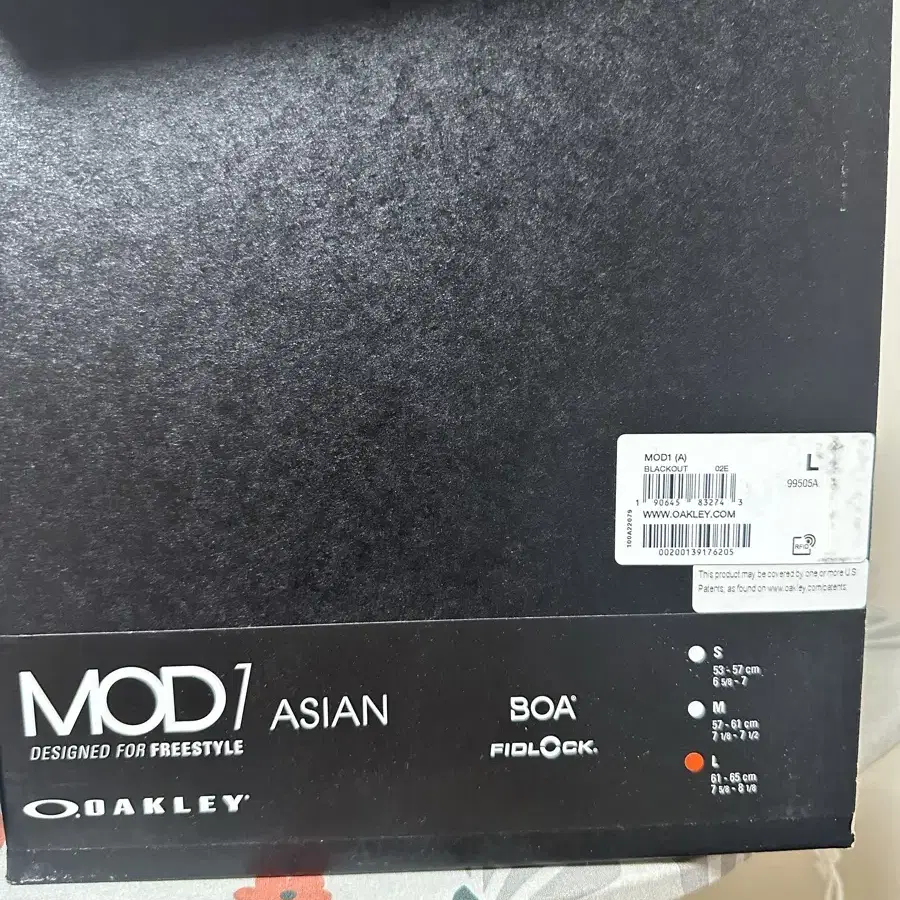 MOD1 (A)
L
BLACKOUT 02E
99505A
1 90645 83274 3
100A22079
WWW.OAKLEY.COM
00200139176205
RFID
This product may be covered by one or more U.S.
Patents, as found on www.oakley.com/patents
MOD1 ASIAN
DESIGNED FOR FREESTYLE
OAKLEY
BOA
FIDLOCK.
S
53 - 57 cm
6 5/8 - 7
M
57 - 61 cm
7 1/8 - 7 1/2
L
61 - 65 cm
7 5/8 - 8 1/8